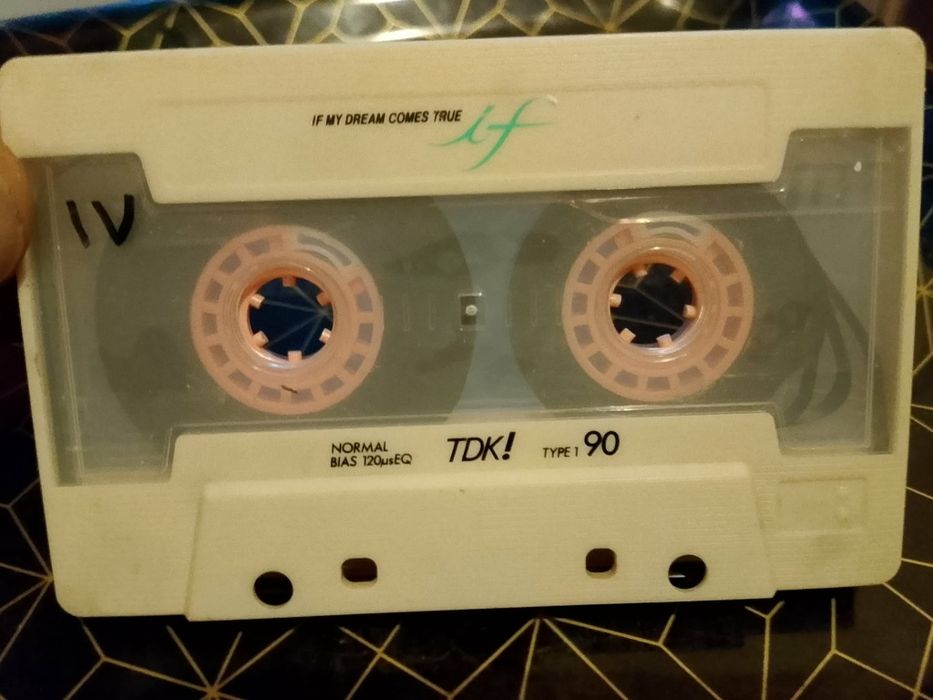 IF MY DREAM COMES TRUE if
IV
NORMAL
BIAS 120µsEQ
TDK!
TYPE I 90